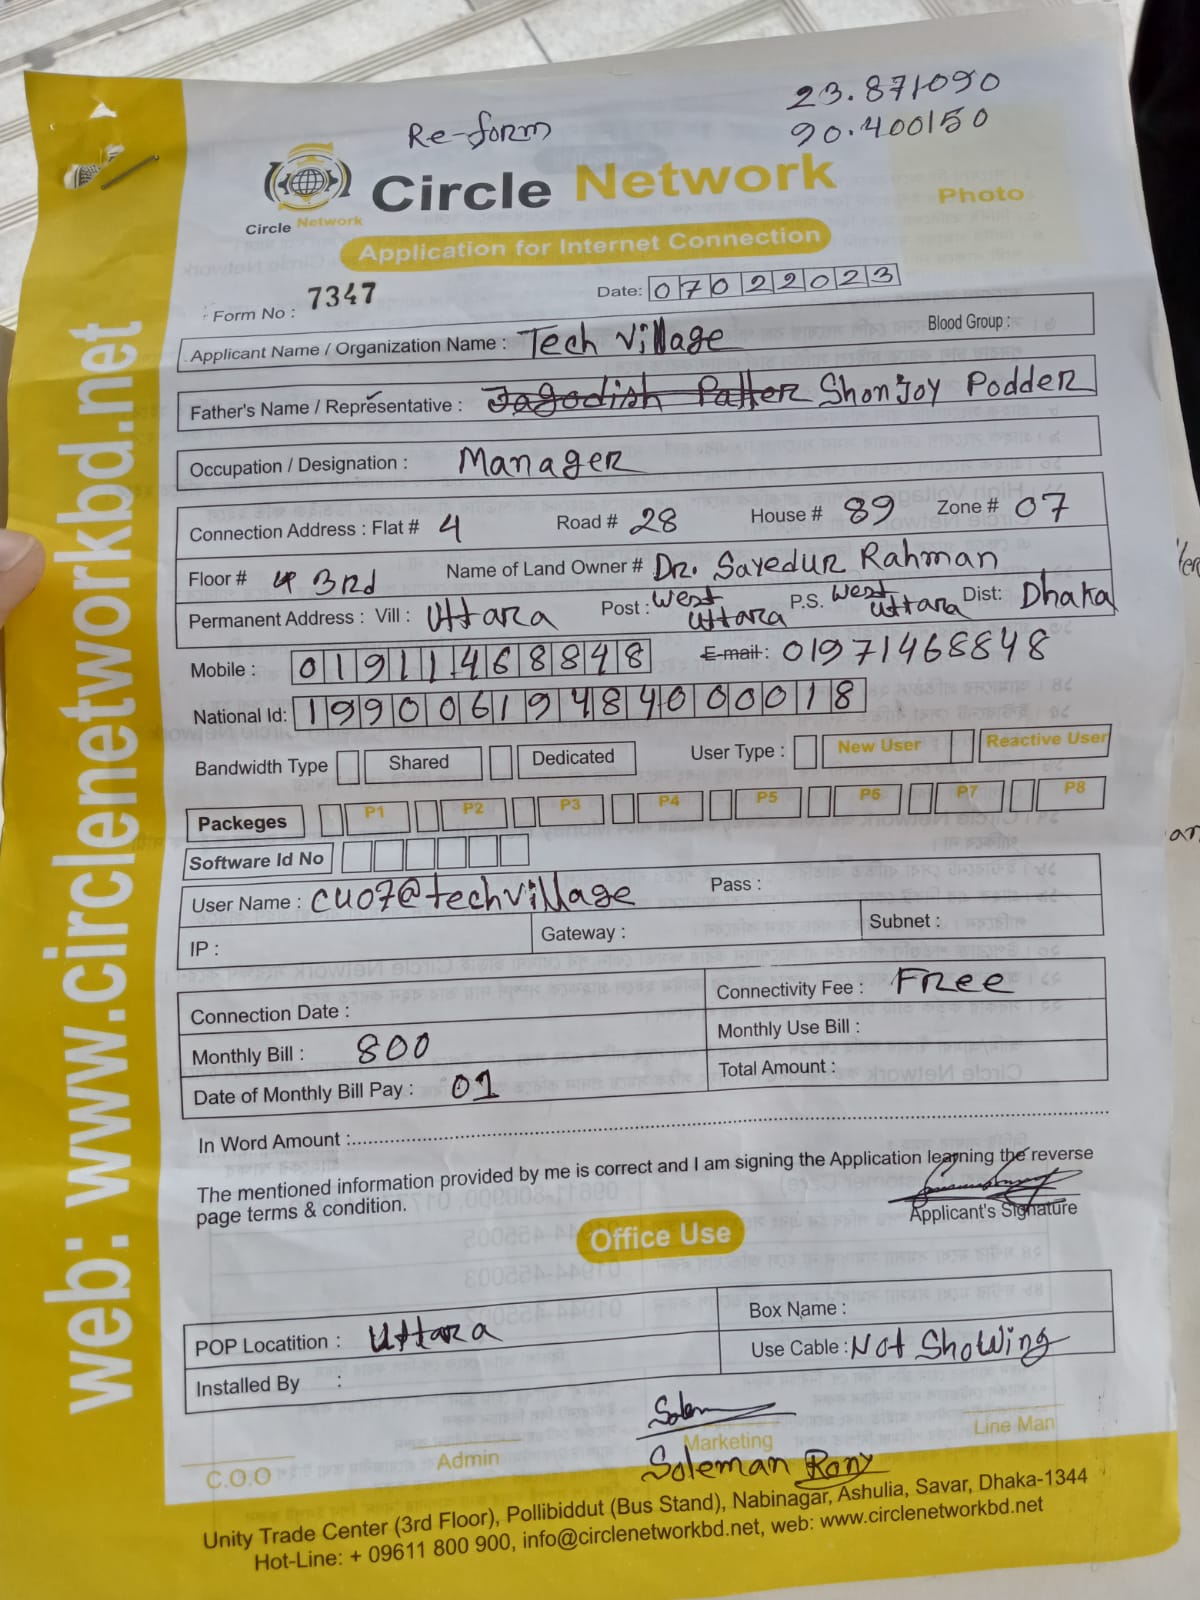 Re-form
23.871090
90.400150
Circle Network
Circle Network
Photo
Application for Internet Connection
Form No : 7347
Date: 07022023
Applicant Name / Organization Name : Tech Village Blood Group :
Father's Name / Representative : Jagodish Patter Shonjoy Podder
Occupation / Designation : Manager
Connection Address : Flat # 4 Road # 28 House # 89 Zone # 07
Floor # 4 3rd Name of Land Owner # Dr. Sayedur Rahman
Permanent Address : Vill : Uttara Post : West Uttara P.S. West Uttara Dist: Dhaka
Mobile : 01911468848 E-mail : 01971468848
National Id: 19900619484000018
Bandwidth Type Shared Dedicated User Type : New User Reactive User
Packeges P1 P2 P3 P4 P5 P6 P7 P8
Software Id No
User Name : cu07@techvillage Pass :
IP : Gateway : Subnet :
Connection Date : Connectivity Fee : Free
Monthly Bill : 800 Monthly Use Bill :
Date of Monthly Bill Pay : 01 Total Amount :
In Word Amount :
The mentioned information provided by me is correct and I am signing the Application learning the reverse
page terms & condition.
Applicant's Signature
Office Use
POP Locatition : Uttara Box Name :
Installed By : Use Cable : Not Showing
C.O.O Admin Marketing Line Man
Soleman Rony
Unity Trade Center (3rd Floor), Pollibiddut (Bus Stand), Nabinagar, Ashulia, Savar, Dhaka-1344
Hot-Line: + 09611 800 900, info@circlenetworkbd.net, web: www.circlenetworkbd.net
web: www.circlenetworkbd.net